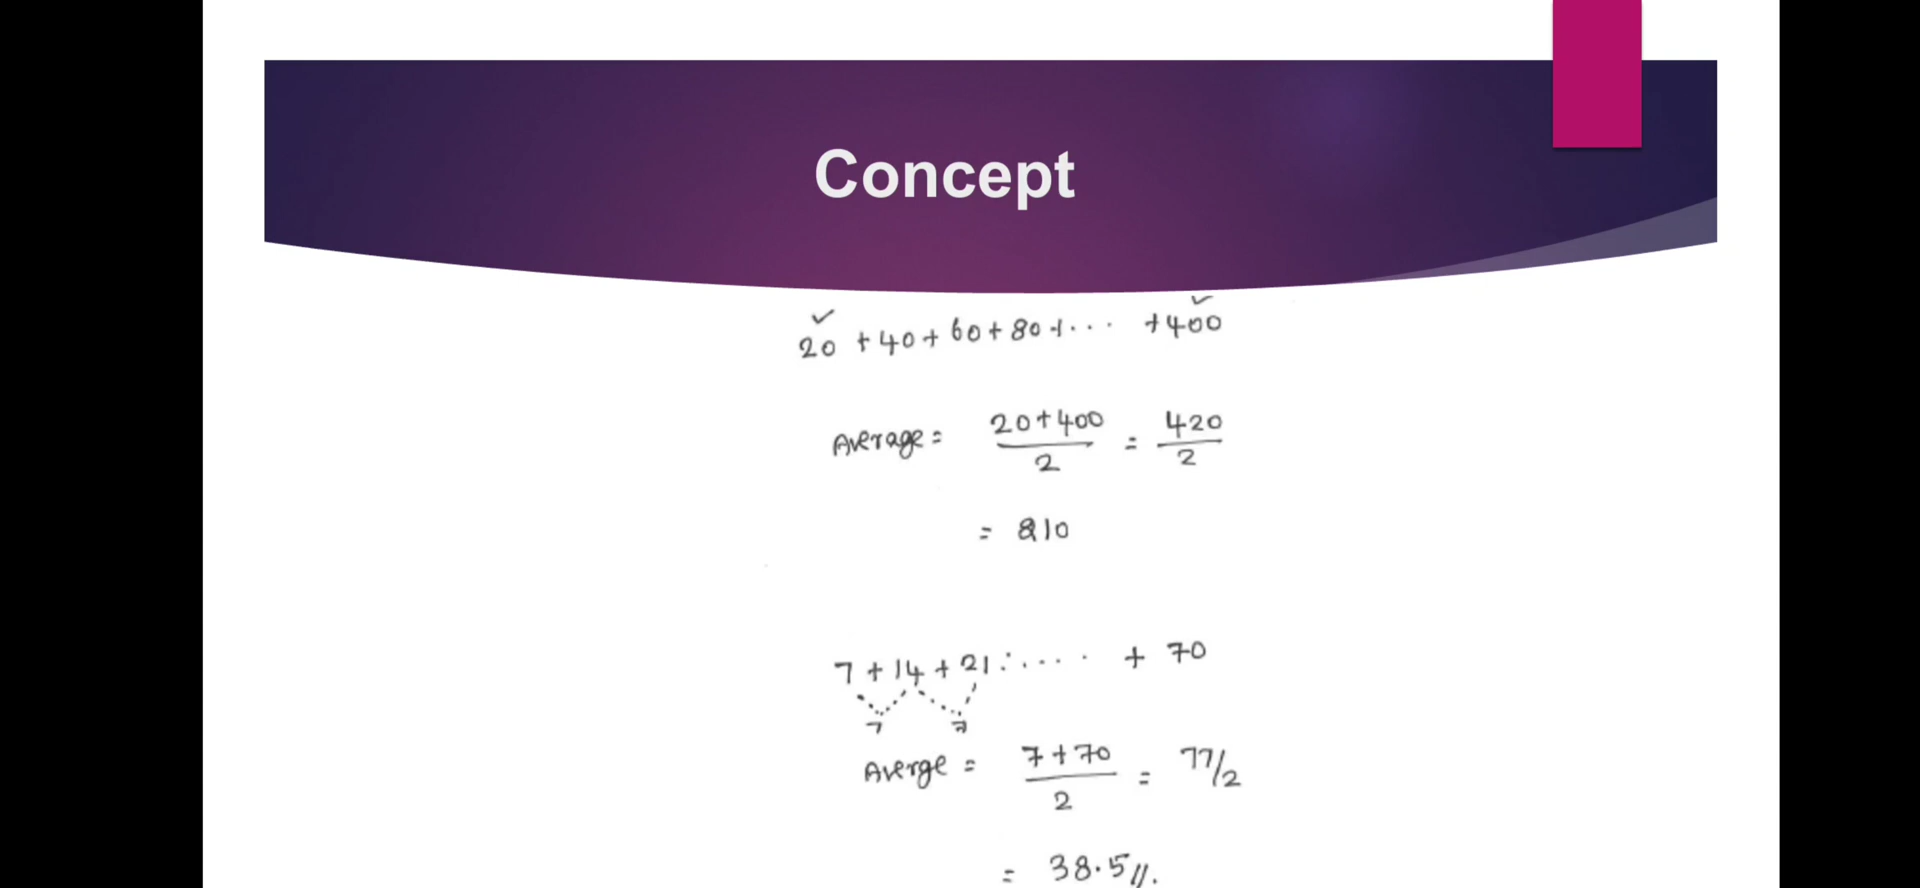 Concept
20 + 40 + 60 + 80 + ... + 400
Average = 20+400/2 = 420/2
= 210
7 + 14 + 21 ..... + 70
7 7
Averge = 7+70/2 = 77/2
= 38.5//.